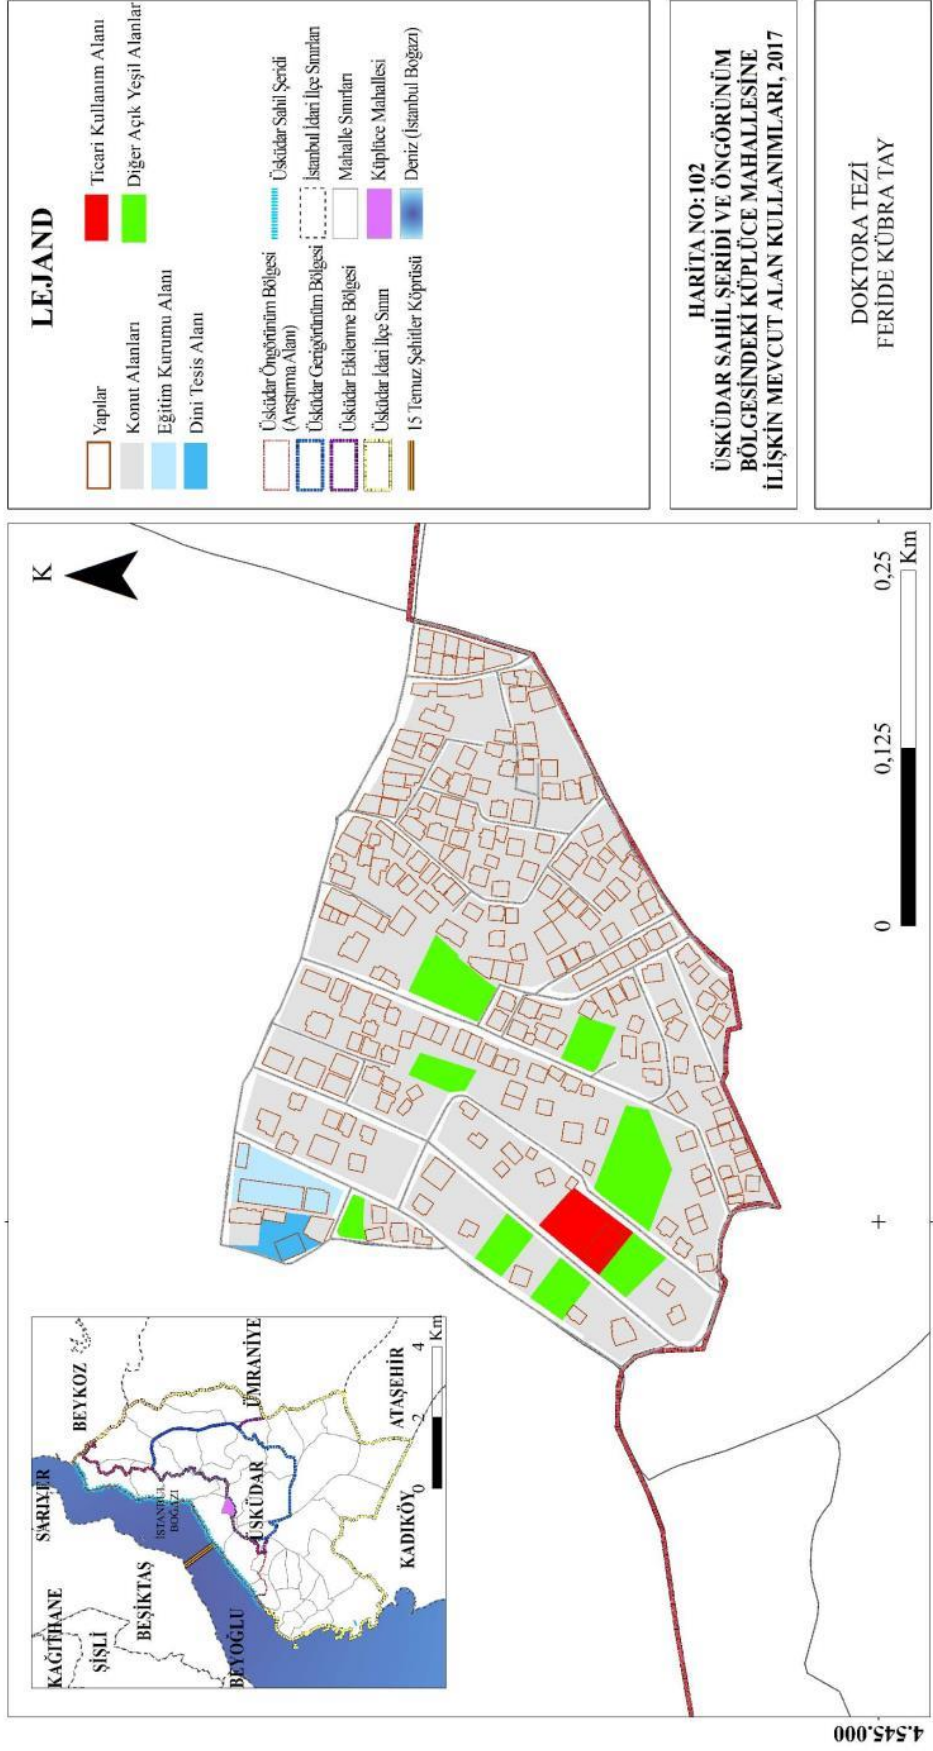 LEJAND
Yapılar
Konut Alanları
Eğitim Kurumu Alanı
Dini Tesis Alanı
Ticari Kullanım Alanı
Diğer Açık Yeşil Alanlar
Üsküdar Öngörünüm Bölgesi
(Araştırma Alanı)
Üsküdar Gerigörünüm Bölgesi
Üsküdar Etkilenme Bölgesi
Üsküdar İdari İlçe Sınırı
15 Temuz Şehitler Köprüsü
Üsküdar Sahil Şeridi
İstanbul İdari İlçe Sınırları
Mahalle Sınırları
Küplüce Mahallesi
Deniz (İstanbul Boğazı)
HARİTA NO:102
ÜSKÜDAR SAHİL ŞERİDİ VE ÖNGÖRÜNÜM
BÖLGESİNDEKİ KÜPLÜCE MAHALLESİNE
İLİŞKİN MEVCUT ALAN KULLANIMLARI, 2017
DOKTORA TEZİ
FERİDE KÜBRA TAY
K
0 0,125 0,25
Km
KAĞITHANE
SARIYER
ŞİŞLİ
BEYKOZ
BEŞİKTAŞ
İSTANBUL
BOĞAZI
BEYOĞLU
ÜSKÜDAR
ÜMRANİYE
KADIKÖY
ATAŞEHİR
0 2 4
Km
4.545.000